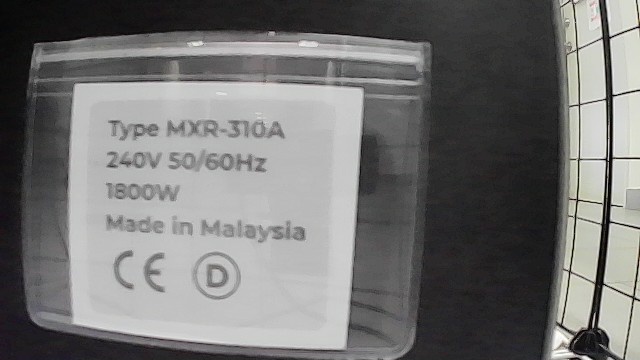 Type MXR-310A
240V 50/60Hz
1800W
Made in Malaysia
CE D